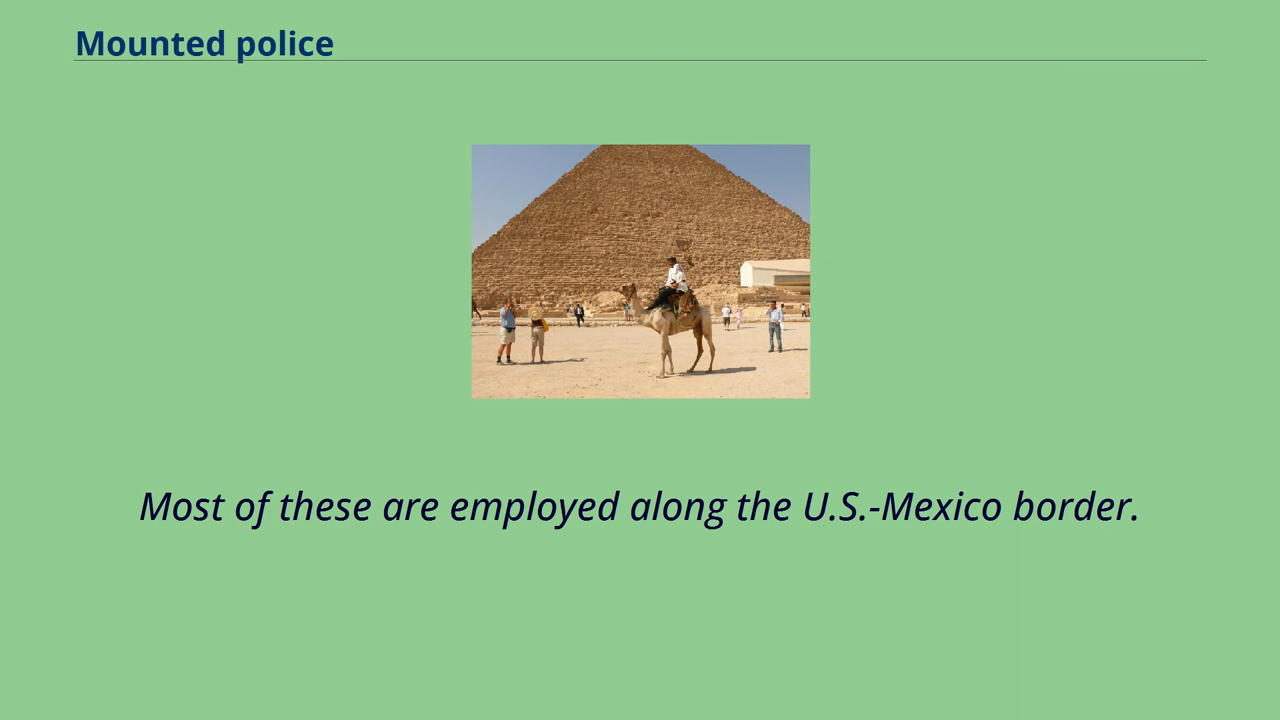 Mounted police
Most of these are employed along the U.S.-Mexico border.